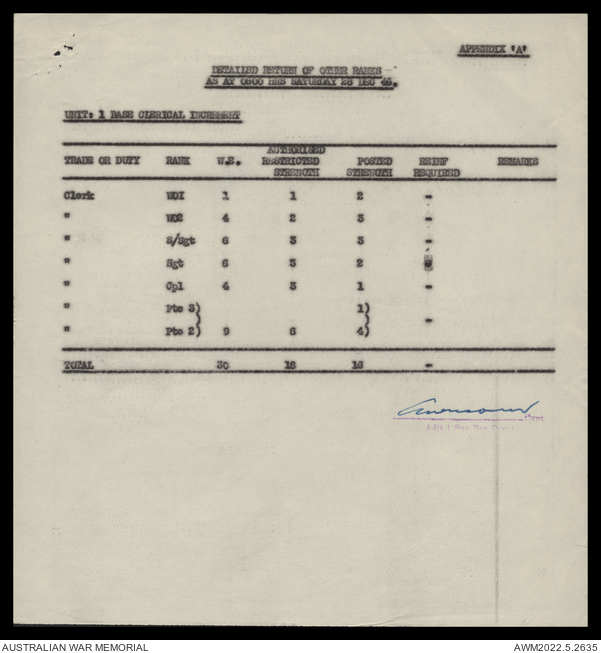 APPENDIX 'A'
DETAILED RETURN OF OTHER RANKS
AS AT 0900 HRS SATURDAY 28 DEC 45.
UNIT: 1 BASE CLERICAL INCREMENT
TRADE OR DUTY RANK W.E. AUTHORISED RESTRICTED STRENGTH POSTED STRENGTH REINF REQUIRED REMARKS
Clerk WOI 1 1 2 -
" WO2 4 2 3 -
" S/Sgt 6 3 3 -
" Sgt 6 3 2
" Cpl 4 3 1 -
" Pte 3) 1)
" Pte 2) 9 6 4) -
TOTAL 30 18 16 -
Capt
AUSTRALIAN WAR MEMORIAL AWM2022.5.2635